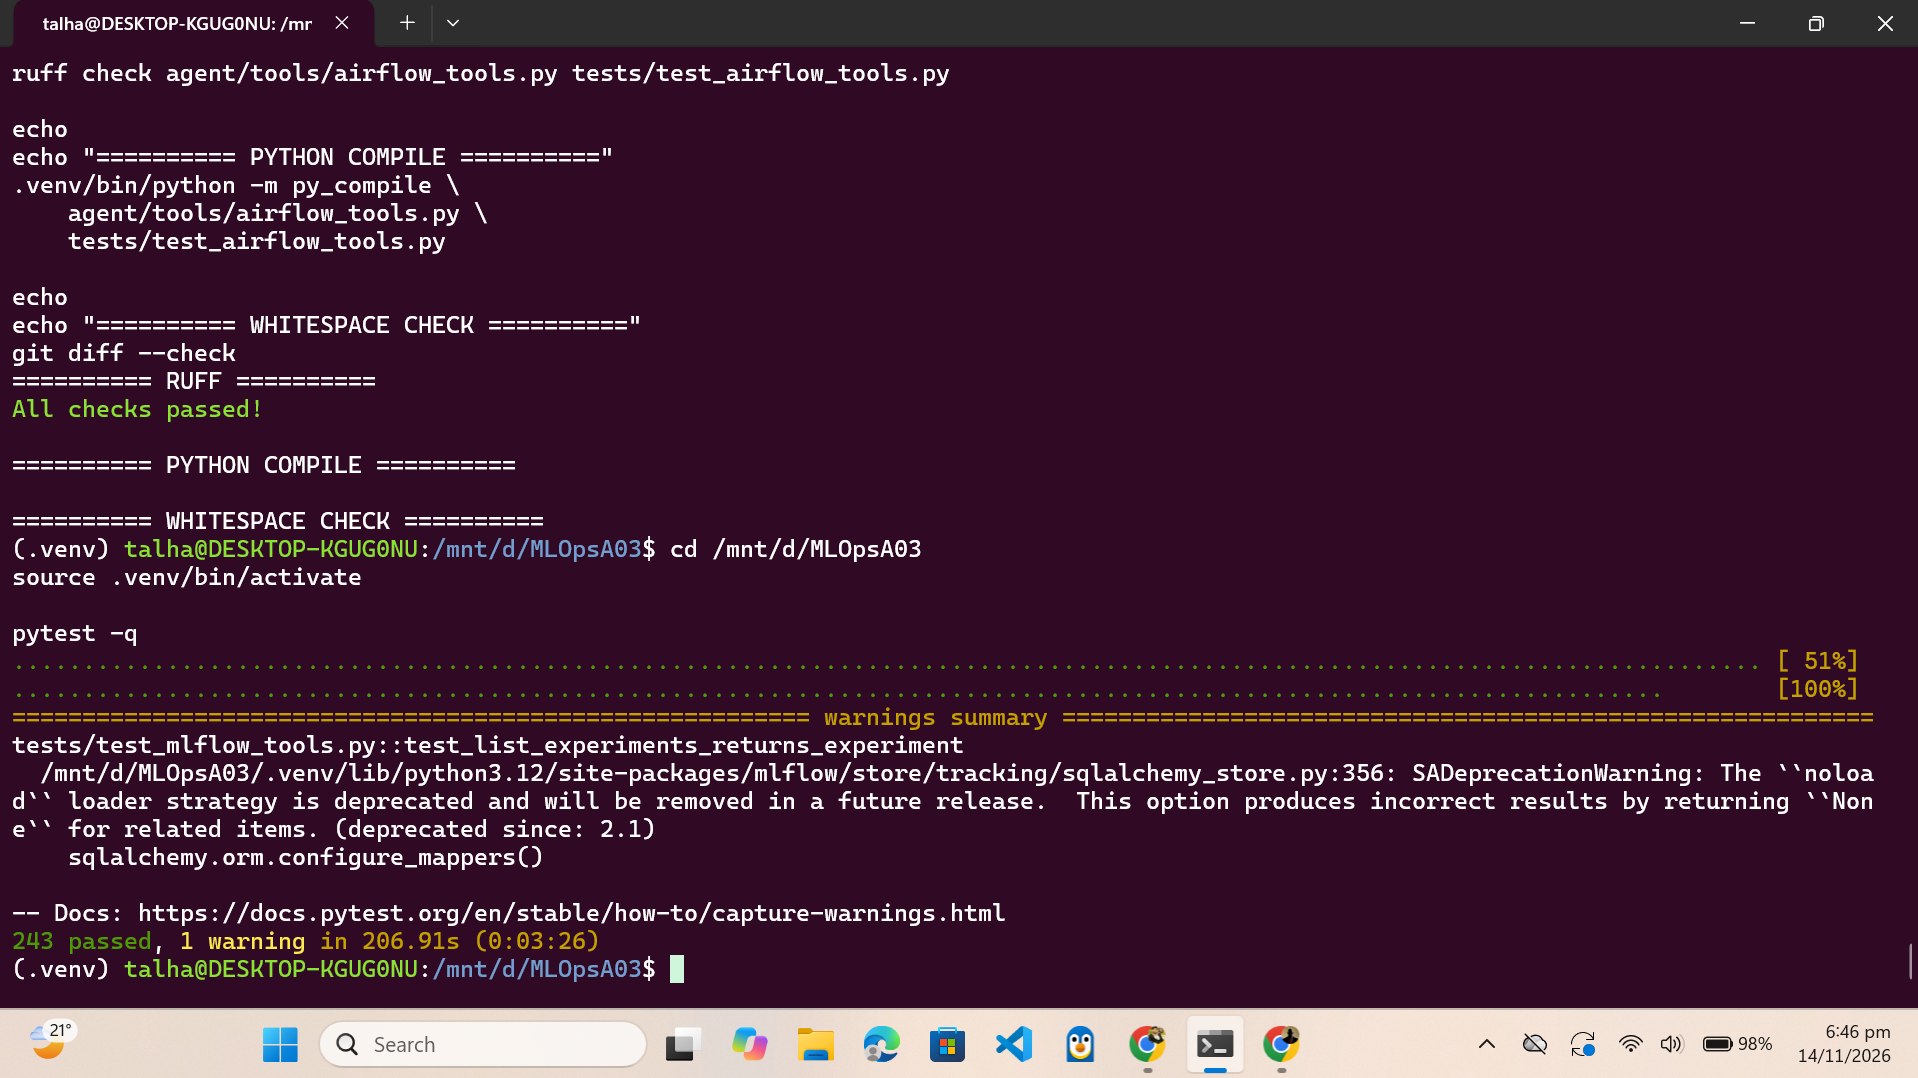 talha@DESKTOP-KGUG0NU: /mr
ruff check agent/tools/airflow_tools.py tests/test_airflow_tools.py
echo
echo "========== PYTHON COMPILE =========="
.venv/bin/python -m py_compile \
    agent/tools/airflow_tools.py \
    tests/test_airflow_tools.py
echo
echo "========== WHITESPACE CHECK =========="
git diff --check
========== RUFF ==========
All checks passed!
========== PYTHON COMPILE ==========
========== WHITESPACE CHECK ==========
(.venv) talha@DESKTOP-KGUG0NU:/mnt/d/MLOpsA03$ cd /mnt/d/MLOpsA03
source .venv/bin/activate
pytest -q
............................................................................................................................. [ 51%]
......................................................................................................................        [100%]
========================================================= warnings summary ==========================================================
tests/test_mlflow_tools.py::test_list_experiments_returns_experiment
  /mnt/d/MLOpsA03/.venv/lib/python3.12/site-packages/mlflow/store/tracking/sqlalchemy_store.py:356: SADeprecationWarning: The ``noloa
d`` loader strategy is deprecated and will be removed in a future release.  This option produces incorrect results by returning ``Non
e`` for related items. (deprecated since: 2.1)
    sqlalchemy.orm.configure_mappers()
-- Docs: https://docs.pytest.org/en/stable/how-to/capture-warnings.html
243 passed, 1 warning in 206.91s (0:03:26)
(.venv) talha@DESKTOP-KGUG0NU:/mnt/d/MLOpsA03$
21°
Search
98%
6:46 pm
14/11/2026